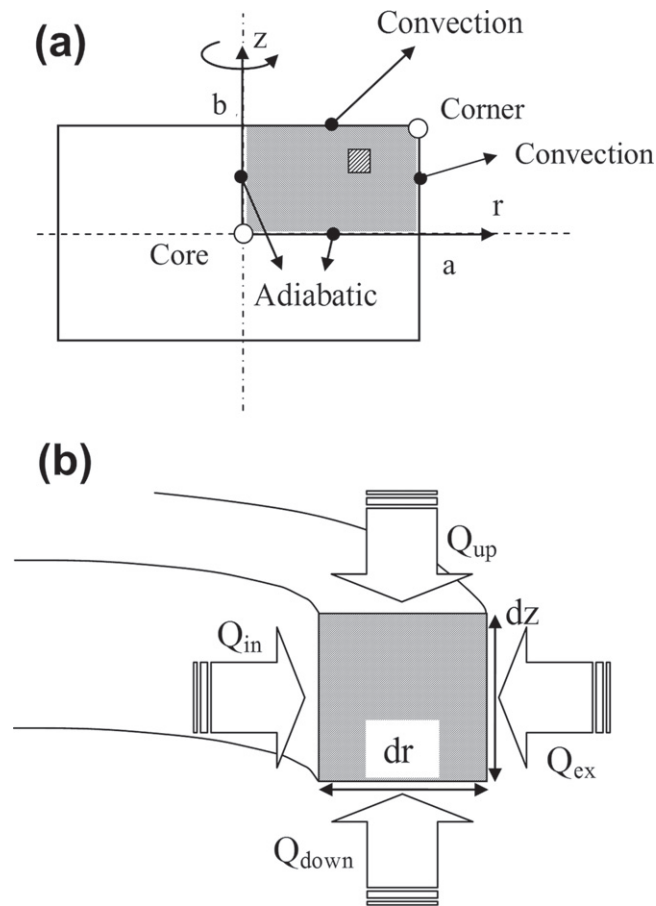 (a)
z
Convection
b
Corner
Convection
r
Core
a
Adiabatic
(b)
Qup
dz
Qin
dr
Qex
Qdown